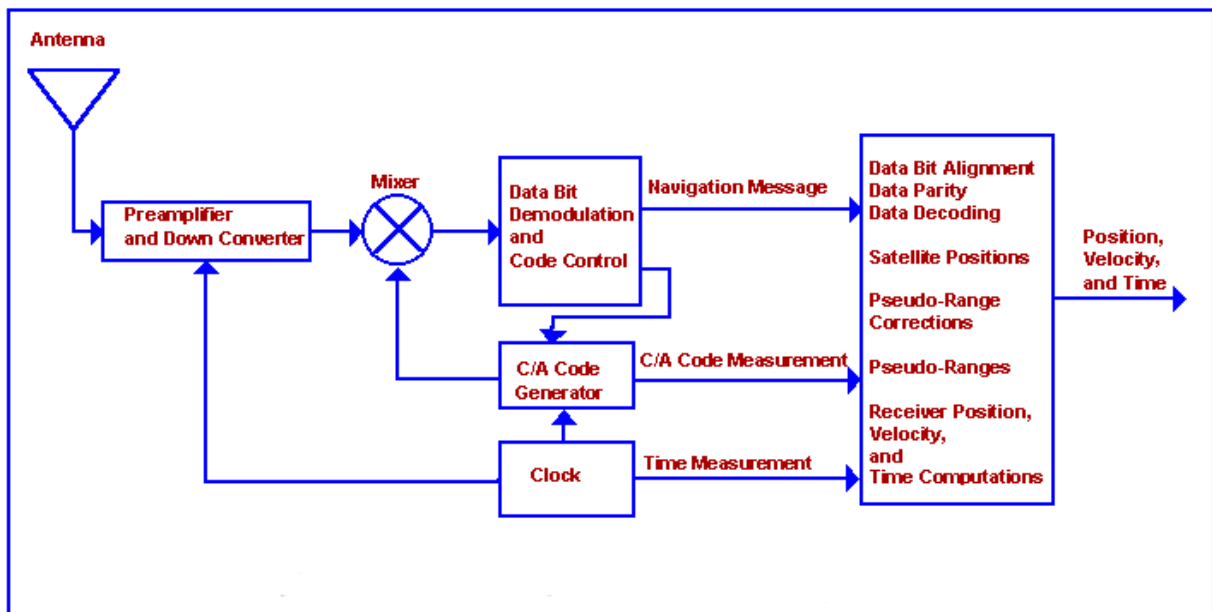 Antenna
Preamplifier
and Down Converter
Mixer
Data Bit
Demodulation
and
Code Control
Navigation Message
C/A Code
Generator
C/A Code Measurement
Clock
Time Measurement
Data Bit Alignment
Data Parity
Data Decoding
Satellite Positions
Pseudo-Range
Corrections
Pseudo-Ranges
Receiver Position,
Velocity,
and
Time Computations
Position,
Velocity,
and Time